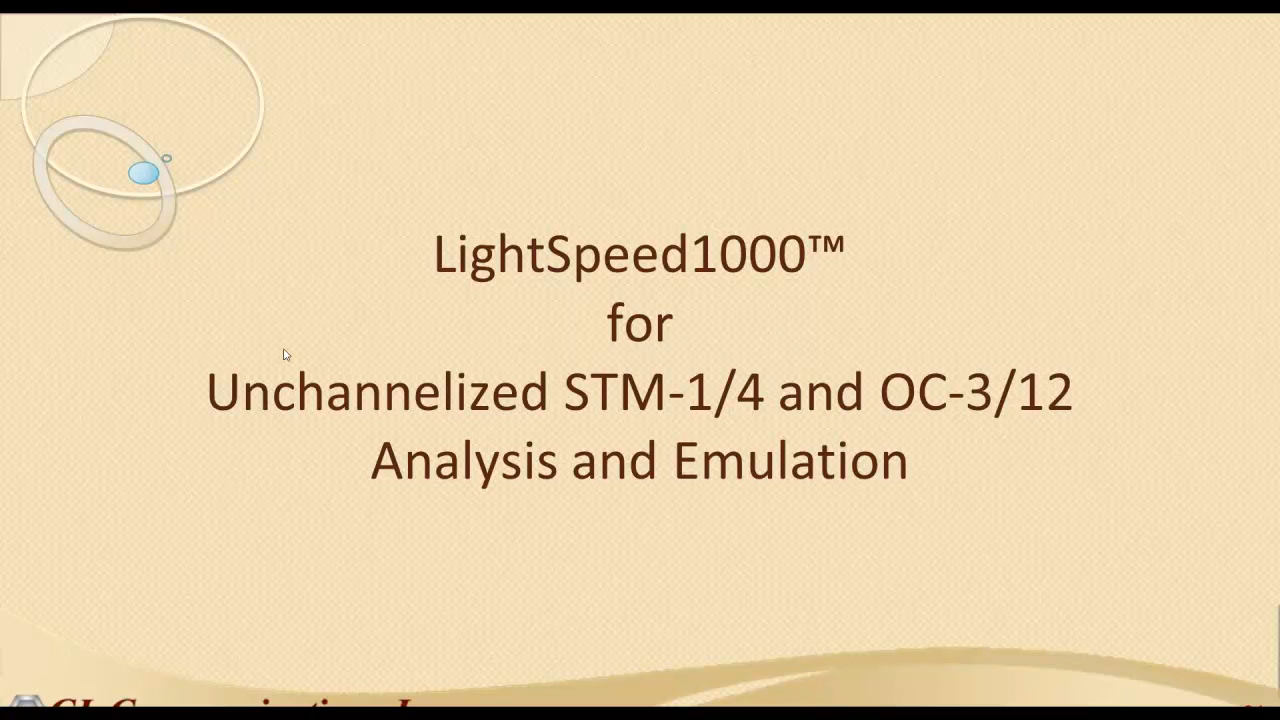 LightSpeed1000™
for
Unchannelized STM-1/4 and OC-3/12
Analysis and Emulation